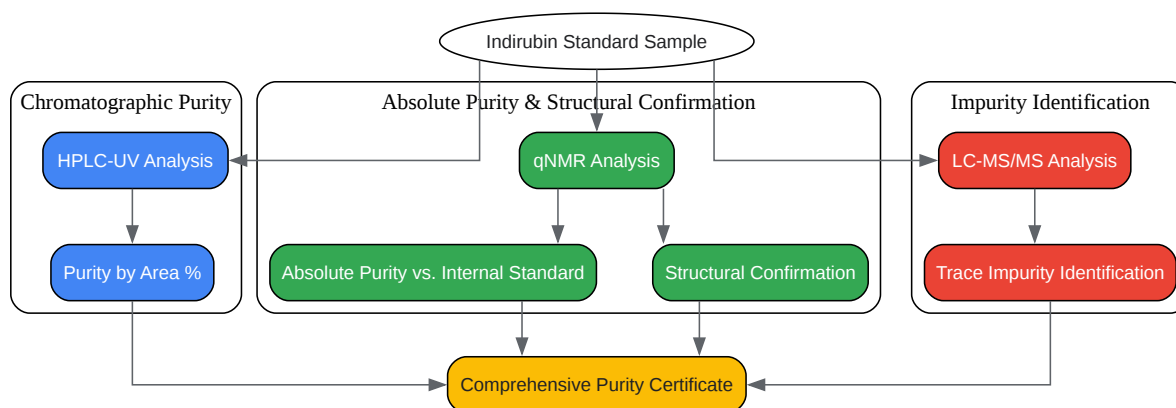 Indirubin Standard Sample
Chromatographic Purity
Absolute Purity & Structural Confirmation
Impurity Identification
HPLC-UV Analysis
qNMR Analysis
LC-MS/MS Analysis
Purity by Area %
Absolute Purity vs. Internal Standard
Structural Confirmation
Trace Impurity Identification
Comprehensive Purity Certificate